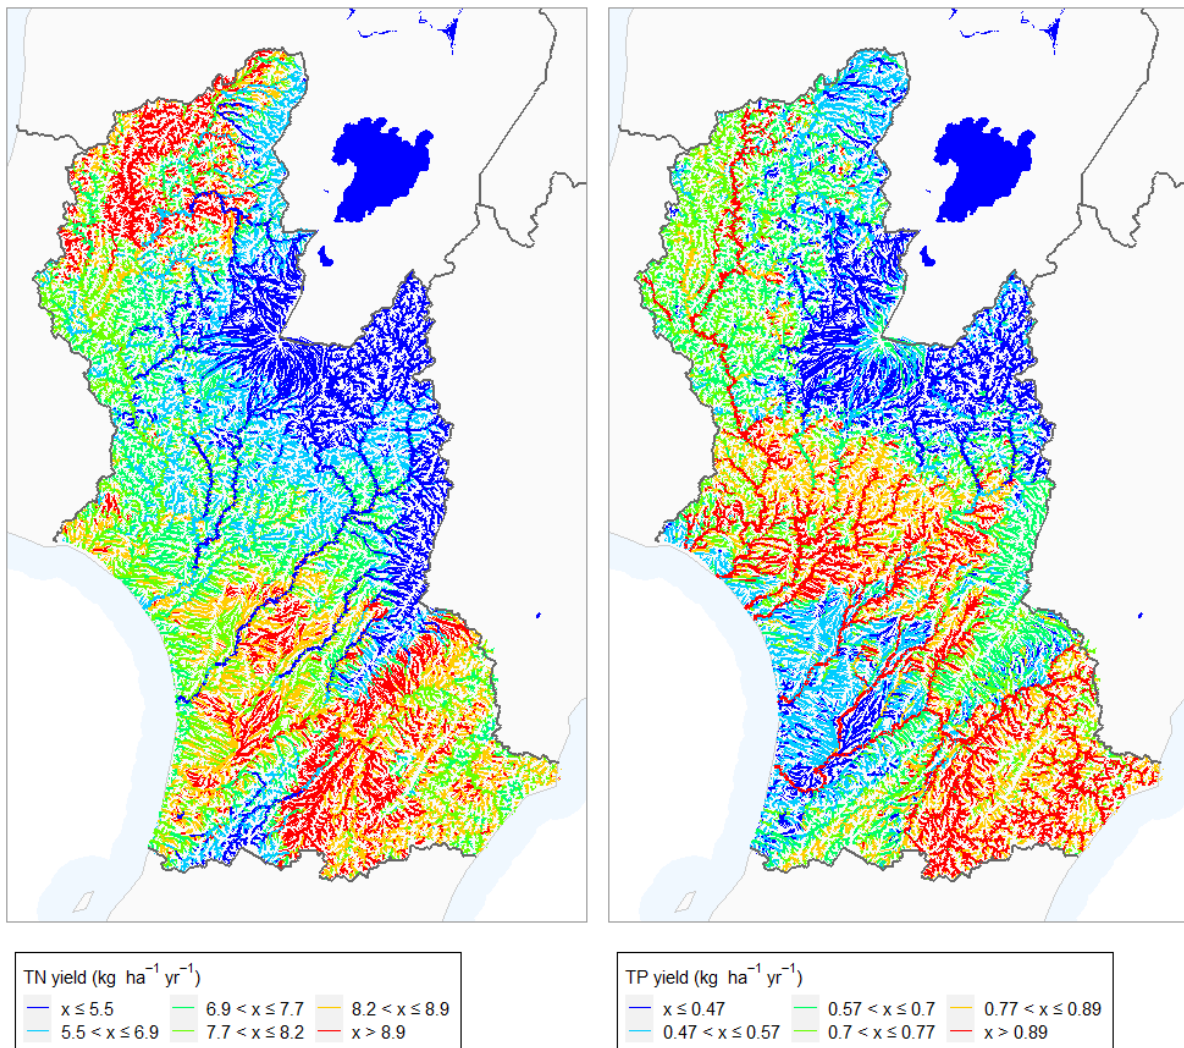 TN yield (kg ha⁻¹ yr⁻¹)
x ≤ 5.5 6.9 < x ≤ 7.7 8.2 < x ≤ 8.9
5.5 < x ≤ 6.9 7.7 < x ≤ 8.2 x > 8.9
TP yield (kg ha⁻¹ yr⁻¹)
x ≤ 0.47 0.57 < x ≤ 0.7 0.77 < x ≤ 0.89
0.47 < x ≤ 0.57 0.7 < x ≤ 0.77 x > 0.89